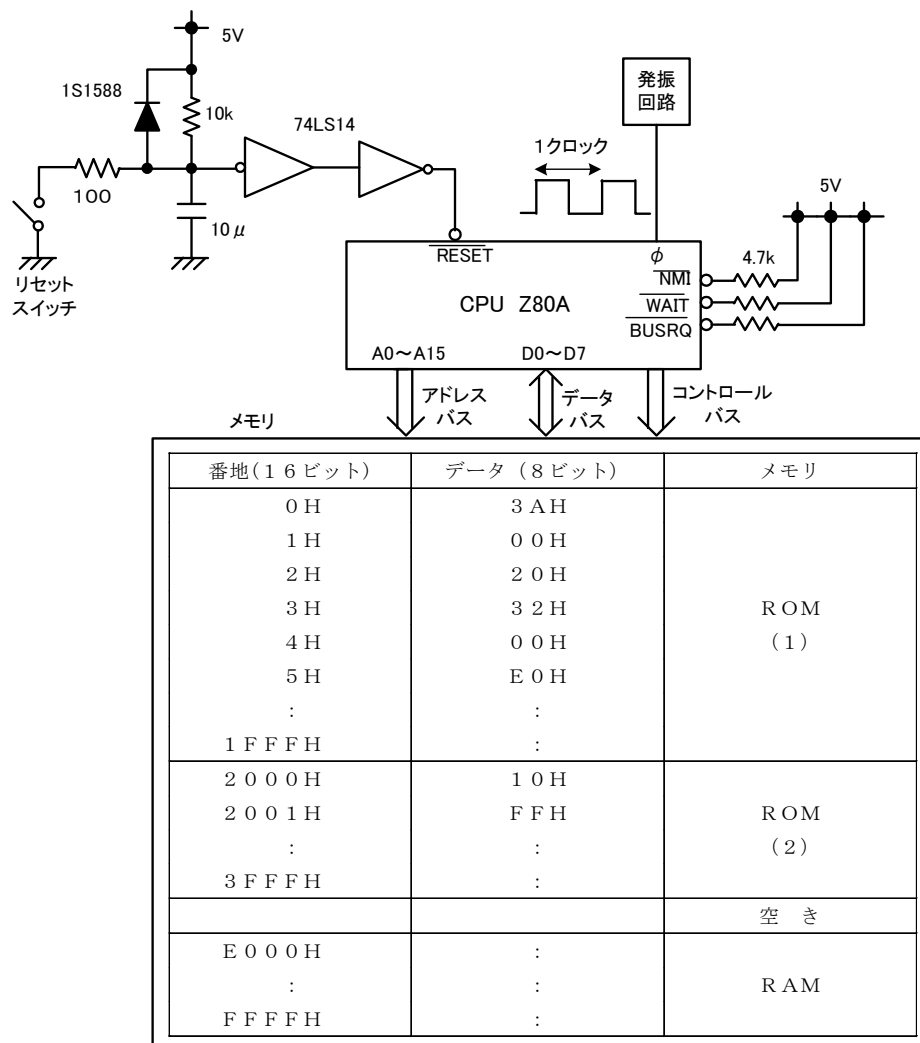 5V
発振
回路
1S1588
10k
74LS14
1クロック
5V
100
10μ
リセット
スイッチ
RESET
φ
NMI
4.7k
CPU Z80A
WAIT
BUSRQ
A0～A15
D0～D7
アドレス
バス
データ
バス
コントロール
バス
メモリ
番地(16ビット) データ(8ビット) メモリ
0H 3AH
1H 00H
2H 20H
3H 32H ROM
4H 00H (1)
5H E0H
: :
1FFFH :
2000H 10H
2001H FFH ROM
: : (2)
3FFFH :
空き
E000H :
: : RAM
FFFFH :